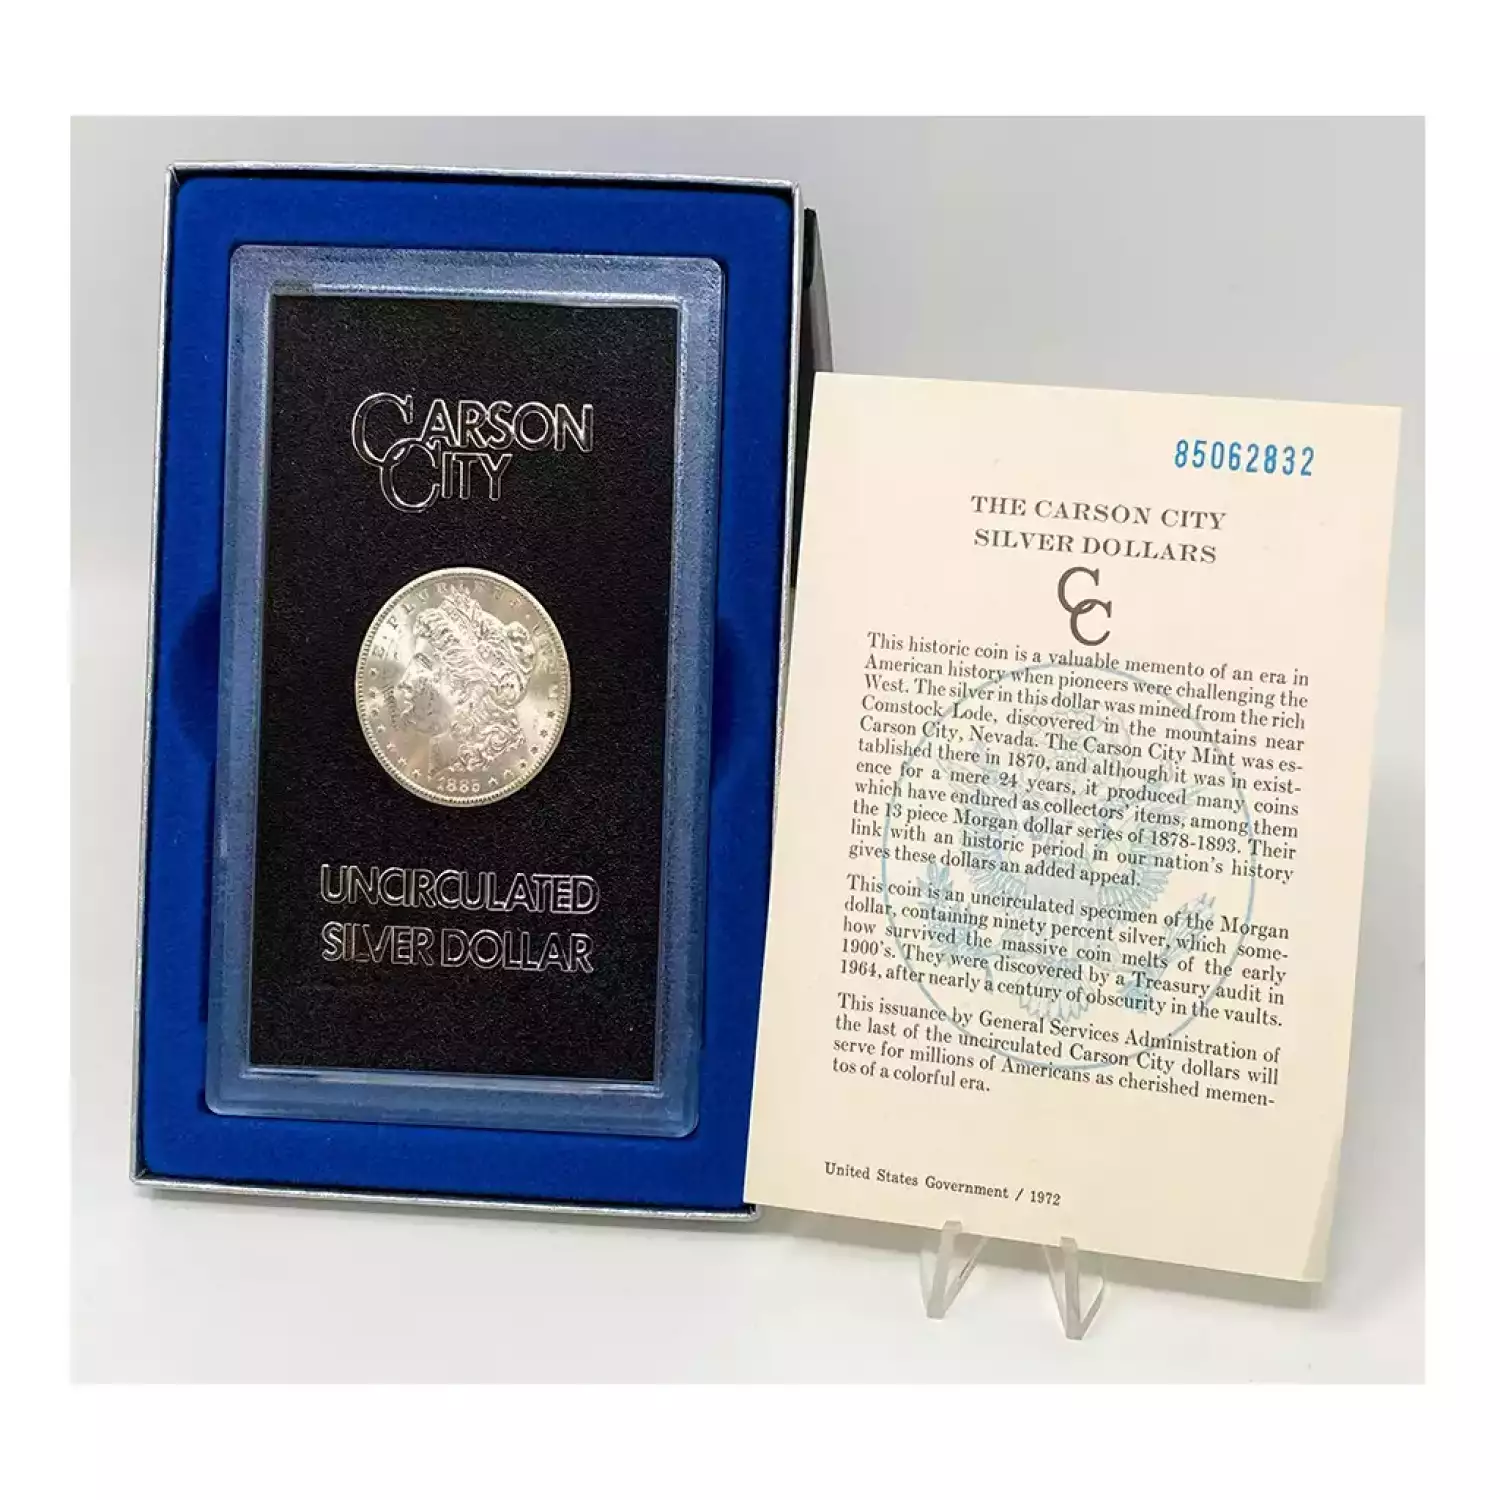 CARSON
CITY
E·PLURIBUS·UNUM
1885
UNCIRCULATED
SILVER DOLLAR
85062832
THE CARSON CITY
SILVER DOLLARS
CC
This historic coin is a valuable memento of an era in
American history when pioneers were challenging the
West. The silver in this dollar was mined from the rich
Comstock Lode, discovered in the mountains near
Carson City, Nevada. The Carson City Mint was es-
tablished there in 1870, and although it was in exist-
ence for a mere 24 years, it produced many coins
which have endured as collectors' items, among them
the 13 piece Morgan dollar series of 1878-1893. Their
link with an historic period in our nation's history
gives these dollars an added appeal.
This coin is an uncirculated specimen of the Morgan
dollar, containing ninety percent silver, which some-
how survived the massive coin melts of the early
1900's. They were discovered by a Treasury audit in
1964, after nearly a century of obscurity in the vaults.
This issuance by General Services Administration of
the last of the uncirculated Carson City dollars will
serve for millions of Americans as cherished memen-
tos of a colorful era.
United States Government / 1972